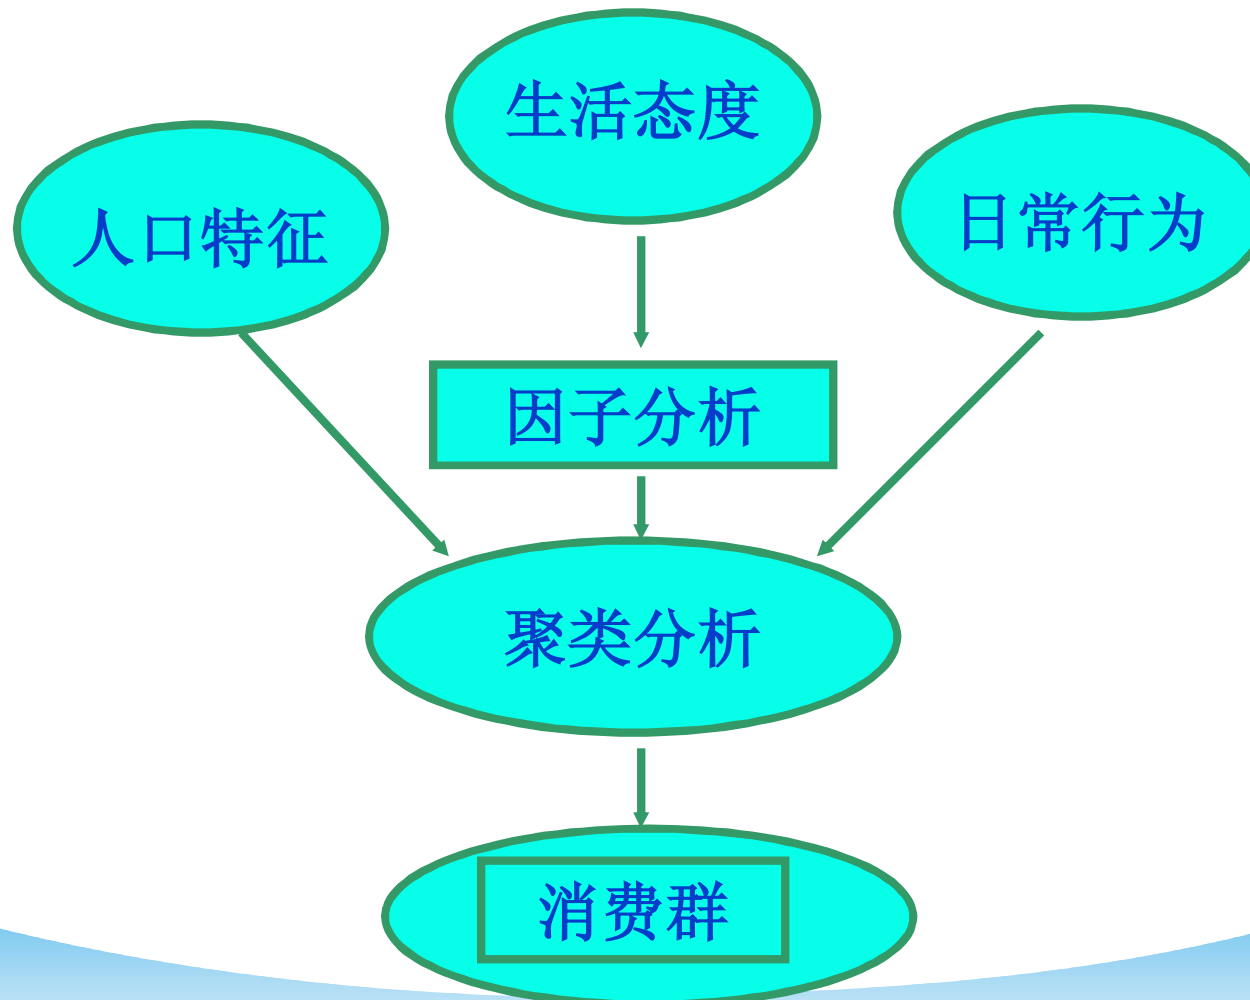 生活态度
人口特征
日常行为
因子分析
聚类分析
消费群